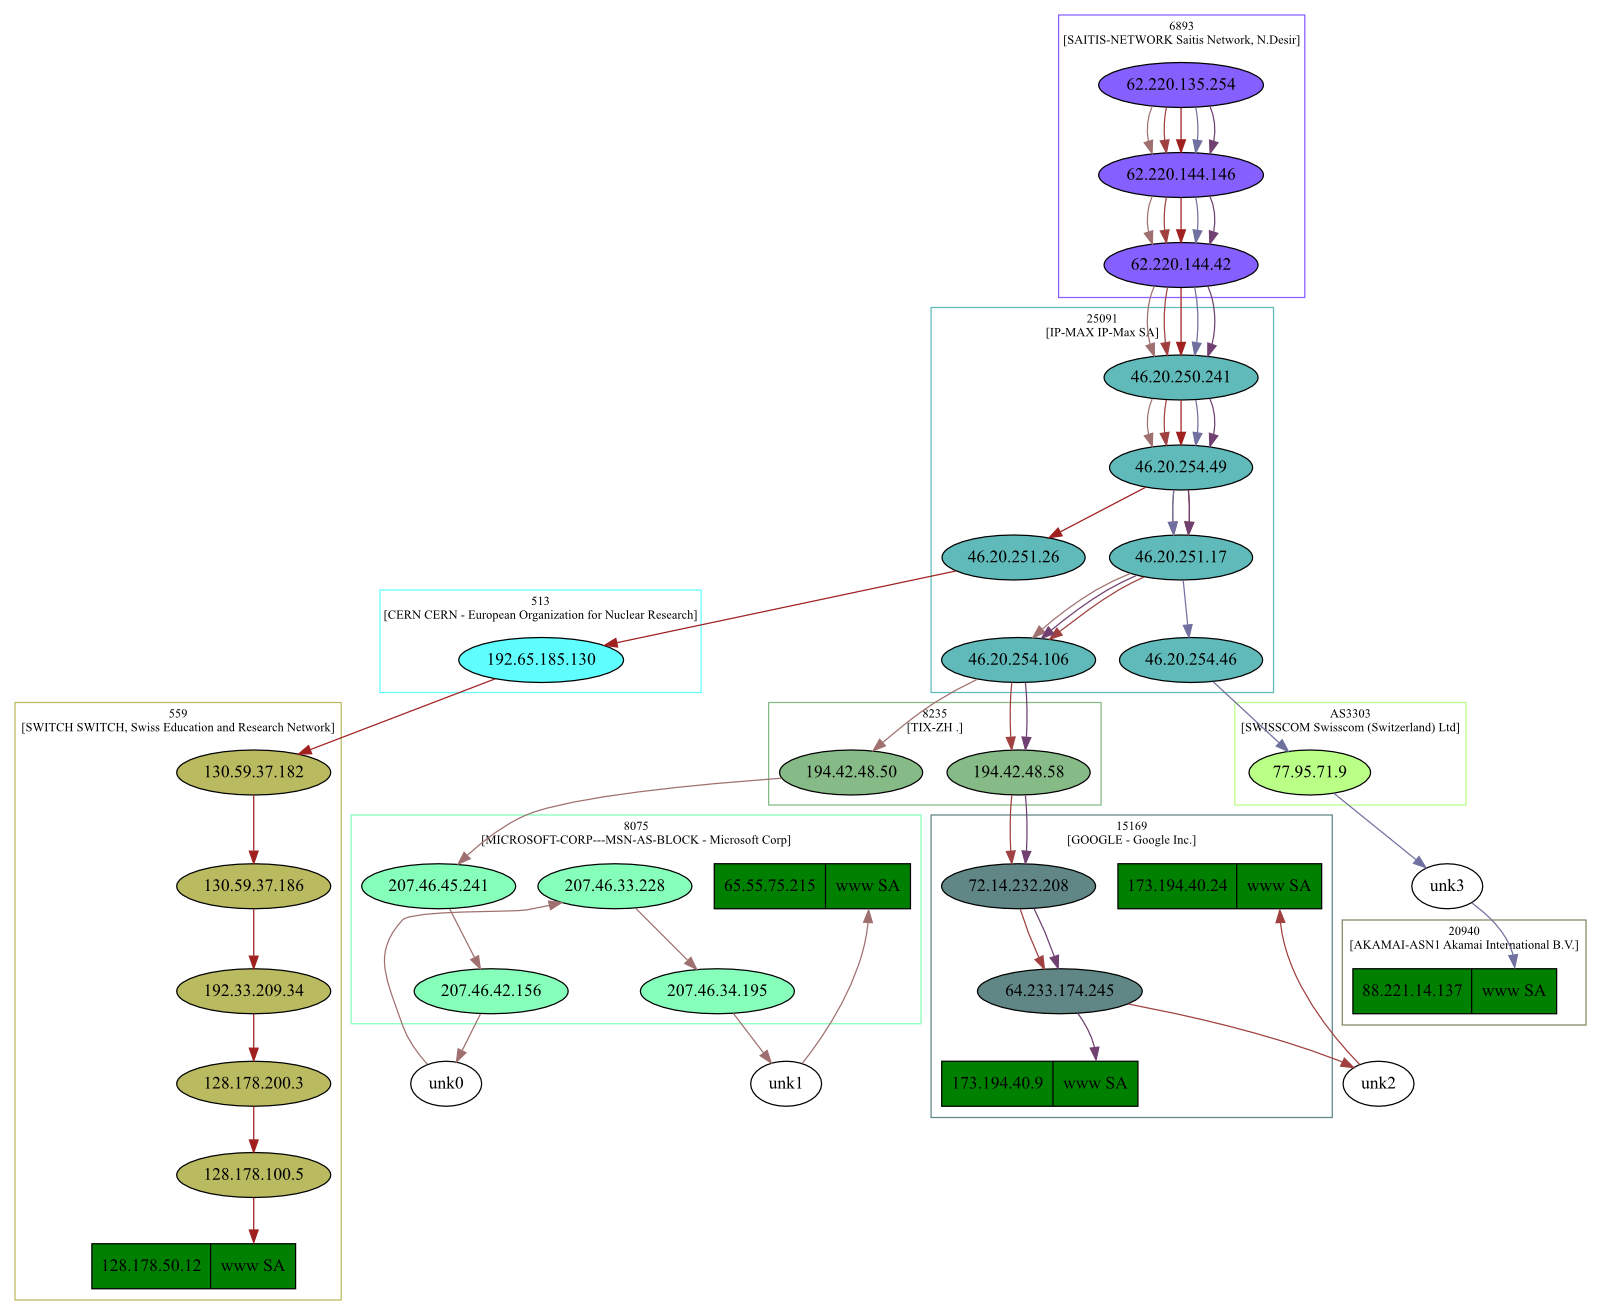 6893
[SAITIS-NETWORK Saitis Network, N.Desir]
62.220.135.254
62.220.144.146
62.220.144.42
25091
[IP-MAX IP-Max SA]
46.20.250.241
46.20.254.49
46.20.251.26
46.20.251.17
513
[CERN CERN - European Organization for Nuclear Research]
192.65.185.130
46.20.254.106
46.20.254.46
559
[SWITCH SWITCH, Swiss Education and Research Network]
130.59.37.182
8235
[TIX-ZH .]
194.42.48.50
194.42.48.58
AS3303
[SWISSCOM Swisscom (Switzerland) Ltd]
77.95.71.9
8075
[MICROSOFT-CORP---MSN-AS-BLOCK - Microsoft Corp]
15169
[GOOGLE - Google Inc.]
130.59.37.186
207.46.45.241
207.46.33.228
65.55.75.215
www SA
72.14.232.208
173.194.40.24
www SA
unk3
20940
[AKAMAI-ASN1 Akamai International B.V.]
192.33.209.34
207.46.42.156
207.46.34.195
64.233.174.245
88.221.14.137
www SA
128.178.200.3
unk0
unk1
173.194.40.9
www SA
unk2
128.178.100.5
128.178.50.12
www SA